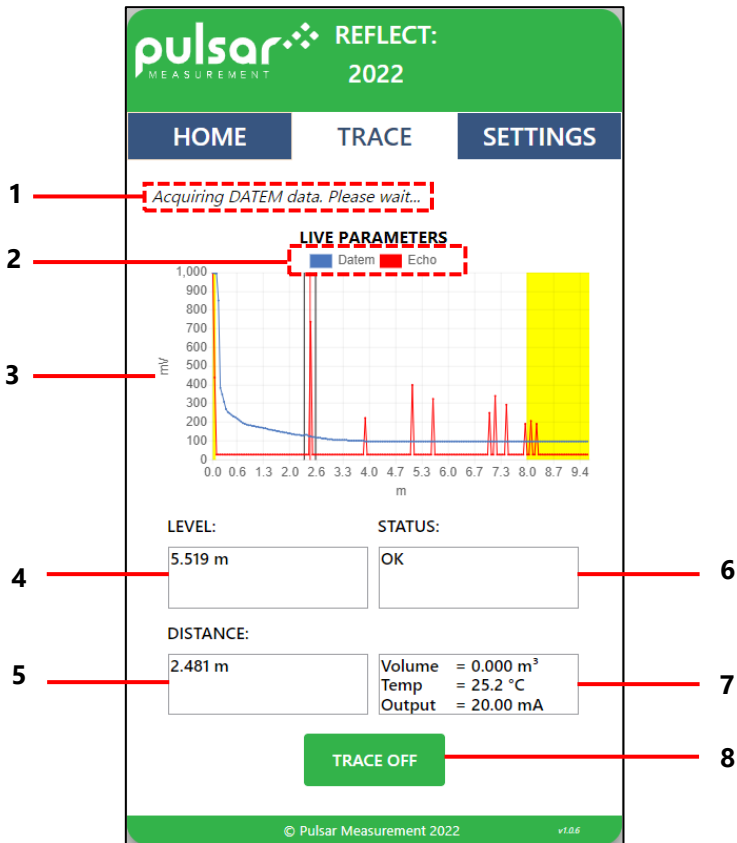 pulsar
MEASUREMENT
REFLECT:
2022
HOME TRACE SETTINGS
1
Acquiring DATEM data. Please wait...
LIVE PARAMETERS
2
Datem Echo
1,000
900
800
700
600
500
400
300
200
100
0
mV
3
0.0 0.6 1.3 2.0 2.6 3.3 4.0 4.7 5.3 6.0 6.7 7.3 8.0 8.7 9.4
m
LEVEL: STATUS:
5.519 m OK
4 6
DISTANCE:
2.481 m
5
Volume = 0.000 m³
Temp = 25.2 °C
Output = 20.00 mA
7
TRACE OFF
8
© Pulsar Measurement 2022 v1.0.6